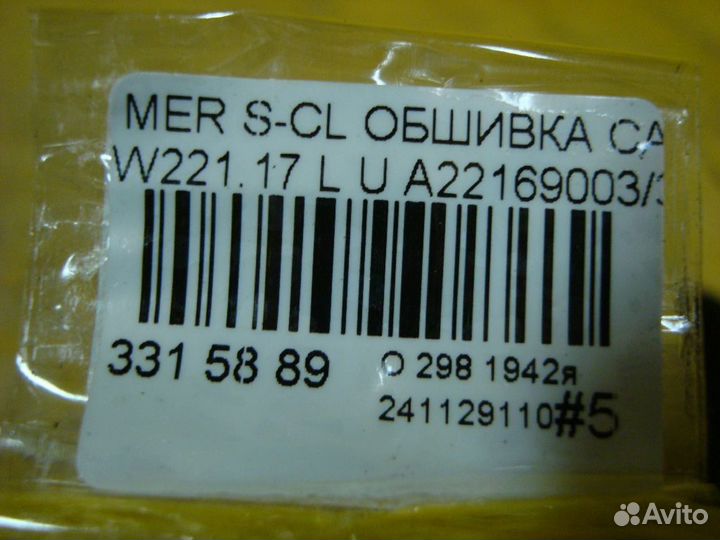 MER S-CL ОБШИВКА СА
W221.17 L U A22169003/3
331 58 89 О 298 1942я
241129110#5
Avito